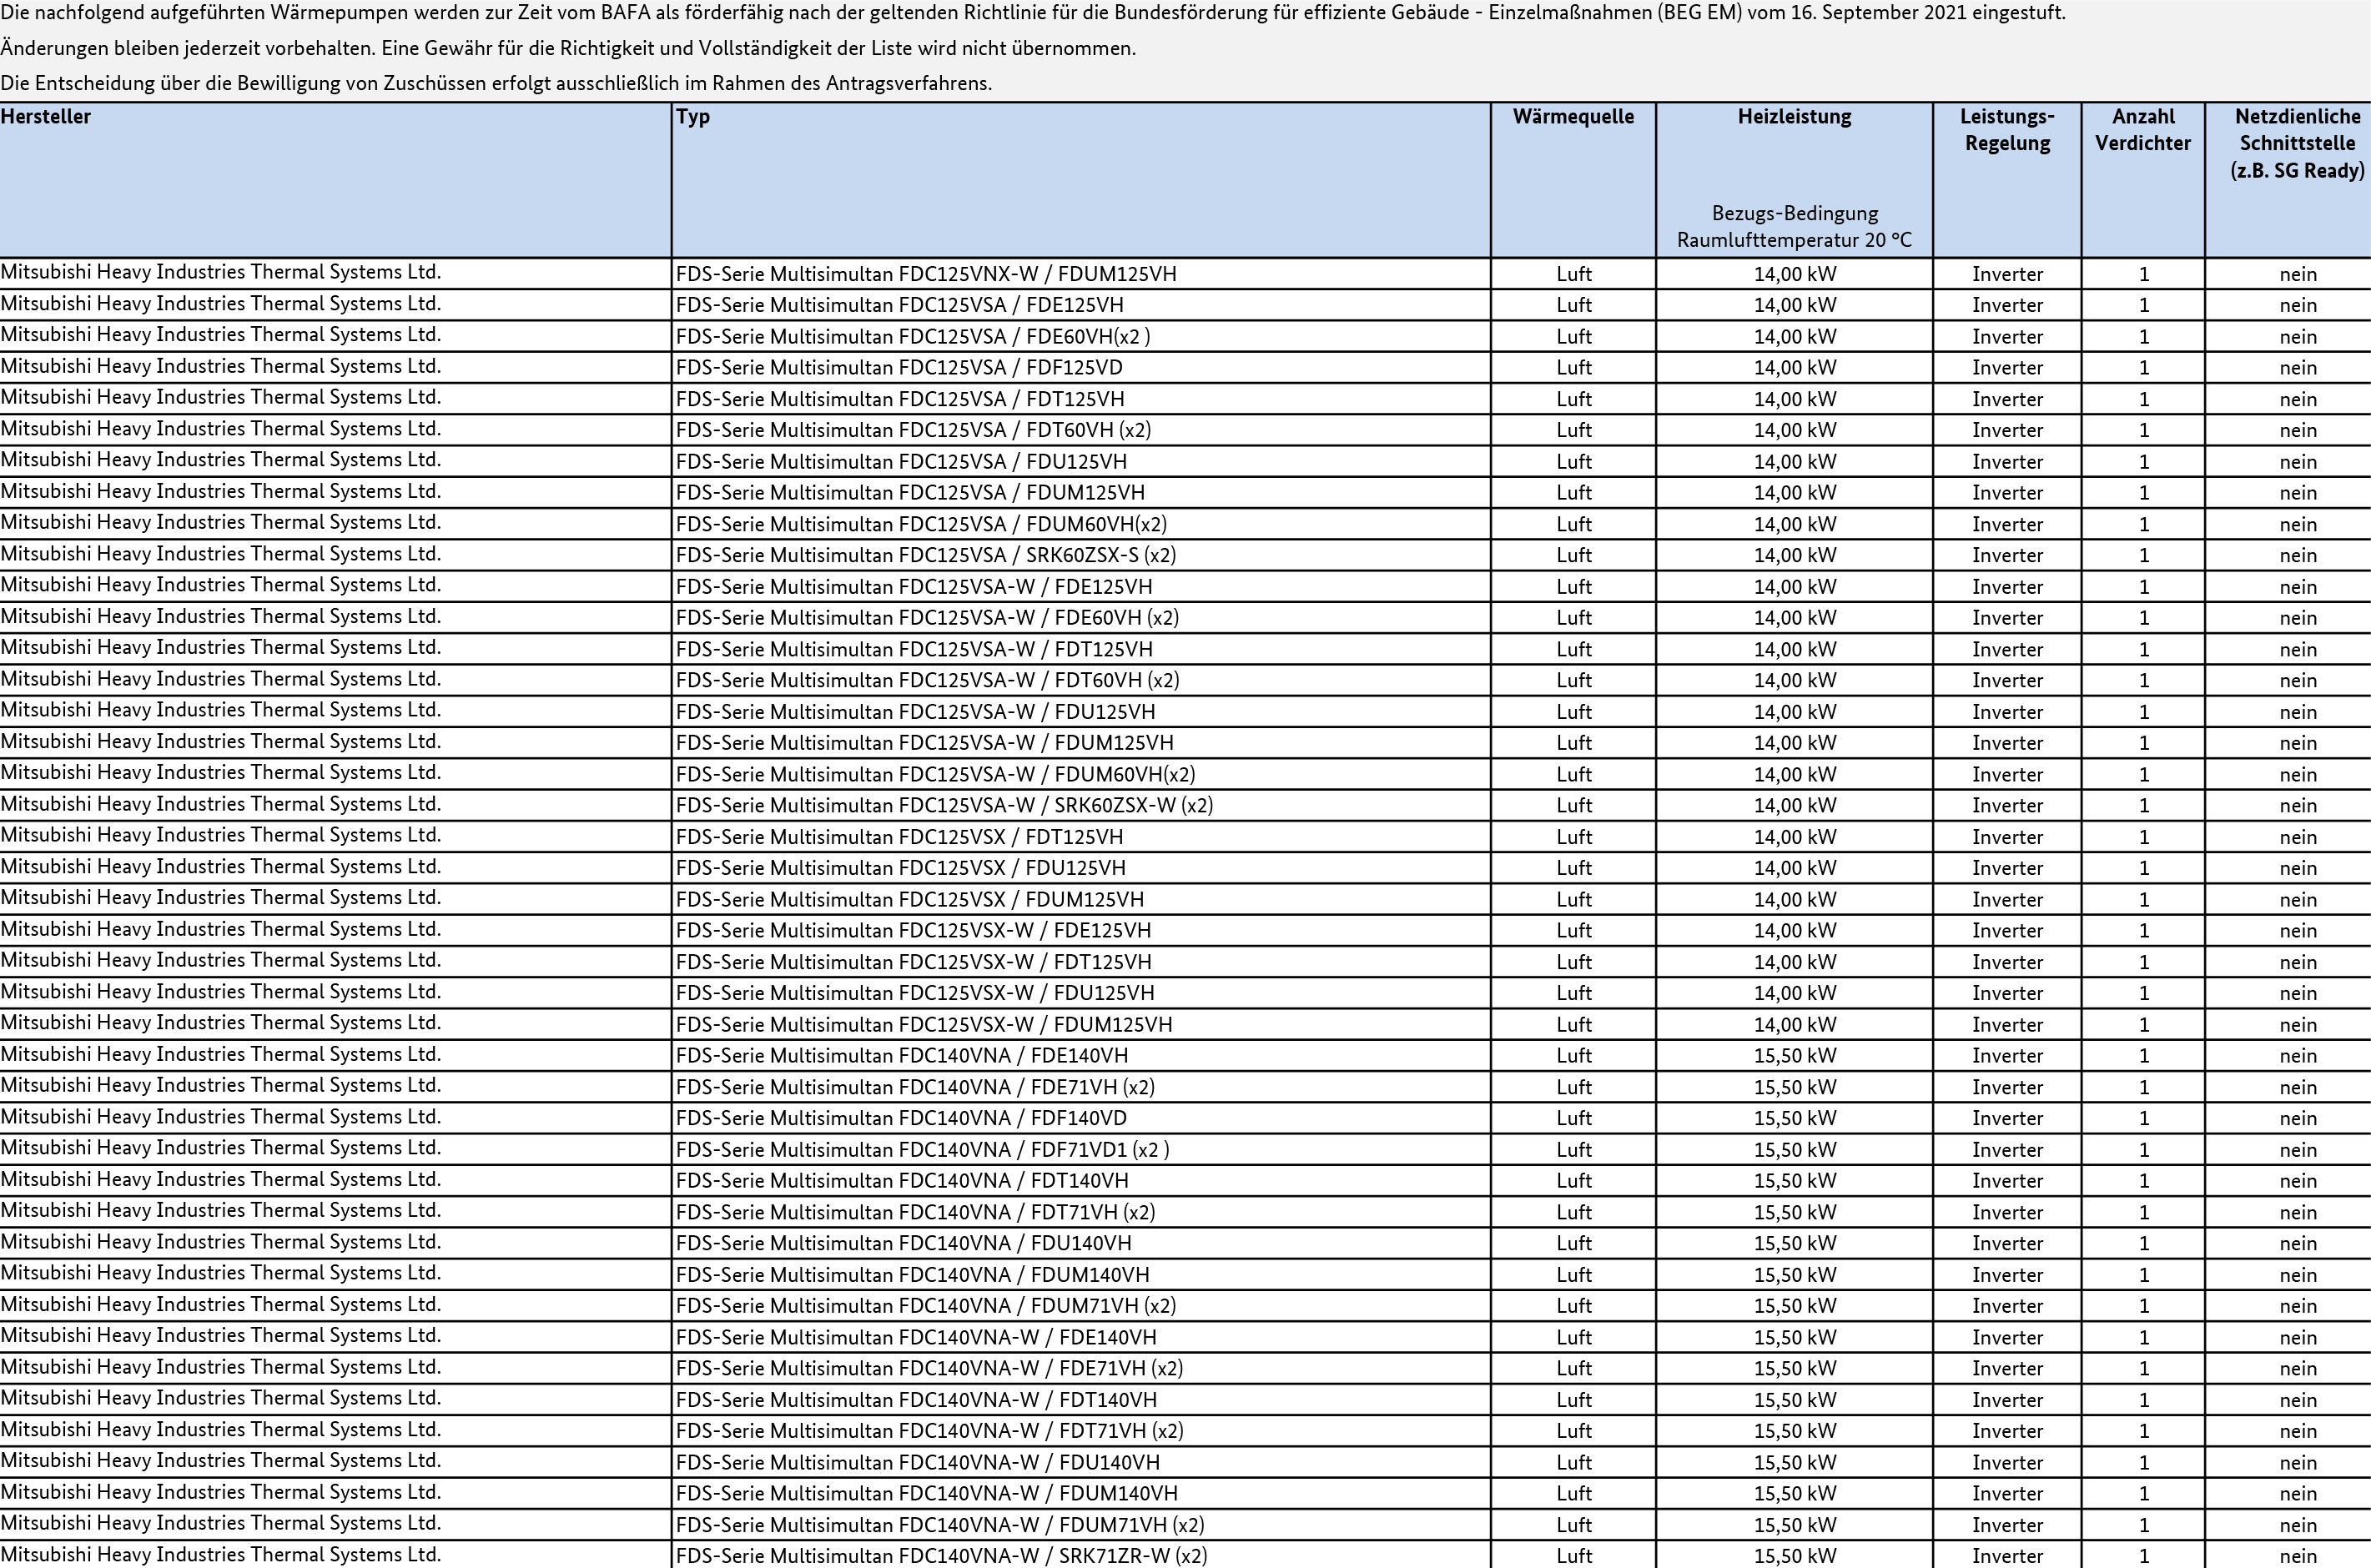 Die nachfolgend aufgeführten Wärmepumpen werden zur Zeit vom BAFA als förderfähig nach der geltenden Richtlinie für die Bundesförderung für effiziente Gebäude - Einzelmaßnahmen (BEG EM) vom 16. September 2021 eingestuft.
Änderungen bleiben jederzeit vorbehalten. Eine Gewähr für die Richtigkeit und Vollständigkeit der Liste wird nicht übernommen.
Die Entscheidung über die Bewilligung von Zuschüssen erfolgt ausschließlich im Rahmen des Antragsverfahrens.
Hersteller Typ Wärmequelle Heizleistung Leistungs- Anzahl Netzdienliche
Regelung Verdichter Schnittstelle
(z.B. SG Ready)
Bezugs-Bedingung
Raumlufttemperatur 20 °C
Mitsubishi Heavy Industries Thermal Systems Ltd. FDS-Serie Multisimultan FDC125VNX-W / FDUM125VH Luft 14,00 kW Inverter 1 nein
Mitsubishi Heavy Industries Thermal Systems Ltd. FDS-Serie Multisimultan FDC125VSA / FDE125VH Luft 14,00 kW Inverter 1 nein
Mitsubishi Heavy Industries Thermal Systems Ltd. FDS-Serie Multisimultan FDC125VSA / FDE60VH(x2 ) Luft 14,00 kW Inverter 1 nein
Mitsubishi Heavy Industries Thermal Systems Ltd. FDS-Serie Multisimultan FDC125VSA / FDF125VD Luft 14,00 kW Inverter 1 nein
Mitsubishi Heavy Industries Thermal Systems Ltd. FDS-Serie Multisimultan FDC125VSA / FDT125VH Luft 14,00 kW Inverter 1 nein
Mitsubishi Heavy Industries Thermal Systems Ltd. FDS-Serie Multisimultan FDC125VSA / FDT60VH (x2) Luft 14,00 kW Inverter 1 nein
Mitsubishi Heavy Industries Thermal Systems Ltd. FDS-Serie Multisimultan FDC125VSA / FDU125VH Luft 14,00 kW Inverter 1 nein
Mitsubishi Heavy Industries Thermal Systems Ltd. FDS-Serie Multisimultan FDC125VSA / FDUM125VH Luft 14,00 kW Inverter 1 nein
Mitsubishi Heavy Industries Thermal Systems Ltd. FDS-Serie Multisimultan FDC125VSA / FDUM60VH(x2) Luft 14,00 kW Inverter 1 nein
Mitsubishi Heavy Industries Thermal Systems Ltd. FDS-Serie Multisimultan FDC125VSA / SRK60ZSX-S (x2) Luft 14,00 kW Inverter 1 nein
Mitsubishi Heavy Industries Thermal Systems Ltd. FDS-Serie Multisimultan FDC125VSA-W / FDE125VH Luft 14,00 kW Inverter 1 nein
Mitsubishi Heavy Industries Thermal Systems Ltd. FDS-Serie Multisimultan FDC125VSA-W / FDE60VH (x2) Luft 14,00 kW Inverter 1 nein
Mitsubishi Heavy Industries Thermal Systems Ltd. FDS-Serie Multisimultan FDC125VSA-W / FDT125VH Luft 14,00 kW Inverter 1 nein
Mitsubishi Heavy Industries Thermal Systems Ltd. FDS-Serie Multisimultan FDC125VSA-W / FDT60VH (x2) Luft 14,00 kW Inverter 1 nein
Mitsubishi Heavy Industries Thermal Systems Ltd. FDS-Serie Multisimultan FDC125VSA-W / FDU125VH Luft 14,00 kW Inverter 1 nein
Mitsubishi Heavy Industries Thermal Systems Ltd. FDS-Serie Multisimultan FDC125VSA-W / FDUM125VH Luft 14,00 kW Inverter 1 nein
Mitsubishi Heavy Industries Thermal Systems Ltd. FDS-Serie Multisimultan FDC125VSA-W / FDUM60VH(x2) Luft 14,00 kW Inverter 1 nein
Mitsubishi Heavy Industries Thermal Systems Ltd. FDS-Serie Multisimultan FDC125VSA-W / SRK60ZSX-W (x2) Luft 14,00 kW Inverter 1 nein
Mitsubishi Heavy Industries Thermal Systems Ltd. FDS-Serie Multisimultan FDC125VSX / FDT125VH Luft 14,00 kW Inverter 1 nein
Mitsubishi Heavy Industries Thermal Systems Ltd. FDS-Serie Multisimultan FDC125VSX / FDU125VH Luft 14,00 kW Inverter 1 nein
Mitsubishi Heavy Industries Thermal Systems Ltd. FDS-Serie Multisimultan FDC125VSX / FDUM125VH Luft 14,00 kW Inverter 1 nein
Mitsubishi Heavy Industries Thermal Systems Ltd. FDS-Serie Multisimultan FDC125VSX-W / FDE125VH Luft 14,00 kW Inverter 1 nein
Mitsubishi Heavy Industries Thermal Systems Ltd. FDS-Serie Multisimultan FDC125VSX-W / FDT125VH Luft 14,00 kW Inverter 1 nein
Mitsubishi Heavy Industries Thermal Systems Ltd. FDS-Serie Multisimultan FDC125VSX-W / FDU125VH Luft 14,00 kW Inverter 1 nein
Mitsubishi Heavy Industries Thermal Systems Ltd. FDS-Serie Multisimultan FDC125VSX-W / FDUM125VH Luft 14,00 kW Inverter 1 nein
Mitsubishi Heavy Industries Thermal Systems Ltd. FDS-Serie Multisimultan FDC140VNA / FDE140VH Luft 15,50 kW Inverter 1 nein
Mitsubishi Heavy Industries Thermal Systems Ltd. FDS-Serie Multisimultan FDC140VNA / FDE71VH (x2) Luft 15,50 kW Inverter 1 nein
Mitsubishi Heavy Industries Thermal Systems Ltd. FDS-Serie Multisimultan FDC140VNA / FDF140VD Luft 15,50 kW Inverter 1 nein
Mitsubishi Heavy Industries Thermal Systems Ltd. FDS-Serie Multisimultan FDC140VNA / FDF71VD1 (x2 ) Luft 15,50 kW Inverter 1 nein
Mitsubishi Heavy Industries Thermal Systems Ltd. FDS-Serie Multisimultan FDC140VNA / FDT140VH Luft 15,50 kW Inverter 1 nein
Mitsubishi Heavy Industries Thermal Systems Ltd. FDS-Serie Multisimultan FDC140VNA / FDT71VH (x2) Luft 15,50 kW Inverter 1 nein
Mitsubishi Heavy Industries Thermal Systems Ltd. FDS-Serie Multisimultan FDC140VNA / FDU140VH Luft 15,50 kW Inverter 1 nein
Mitsubishi Heavy Industries Thermal Systems Ltd. FDS-Serie Multisimultan FDC140VNA / FDUM140VH Luft 15,50 kW Inverter 1 nein
Mitsubishi Heavy Industries Thermal Systems Ltd. FDS-Serie Multisimultan FDC140VNA / FDUM71VH (x2) Luft 15,50 kW Inverter 1 nein
Mitsubishi Heavy Industries Thermal Systems Ltd. FDS-Serie Multisimultan FDC140VNA-W / FDE140VH Luft 15,50 kW Inverter 1 nein
Mitsubishi Heavy Industries Thermal Systems Ltd. FDS-Serie Multisimultan FDC140VNA-W / FDE71VH (x2) Luft 15,50 kW Inverter 1 nein
Mitsubishi Heavy Industries Thermal Systems Ltd. FDS-Serie Multisimultan FDC140VNA-W / FDT140VH Luft 15,50 kW Inverter 1 nein
Mitsubishi Heavy Industries Thermal Systems Ltd. FDS-Serie Multisimultan FDC140VNA-W / FDT71VH (x2) Luft 15,50 kW Inverter 1 nein
Mitsubishi Heavy Industries Thermal Systems Ltd. FDS-Serie Multisimultan FDC140VNA-W / FDU140VH Luft 15,50 kW Inverter 1 nein
Mitsubishi Heavy Industries Thermal Systems Ltd. FDS-Serie Multisimultan FDC140VNA-W / FDUM140VH Luft 15,50 kW Inverter 1 nein
Mitsubishi Heavy Industries Thermal Systems Ltd. FDS-Serie Multisimultan FDC140VNA-W / FDUM71VH (x2) Luft 15,50 kW Inverter 1 nein
Mitsubishi Heavy Industries Thermal Systems Ltd. FDS-Serie Multisimultan FDC140VNA-W / SRK71ZR-W (x2) Luft 15,50 kW Inverter 1 nein